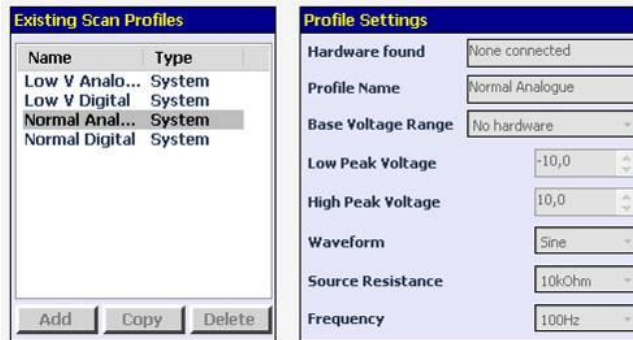 Existing Scan Profiles
Name Type
Low V Analo... System
Low V Digital System
Normal Anal... System
Normal Digital System
Add Copy Delete
Profile Settings
Hardware found None connected
Profile Name Normal Analogue
Base Voltage Range No hardware
Low Peak Voltage -10,0
High Peak Voltage 10,0
Waveform Sine
Source Resistance 10kOhm
Frequency 100Hz